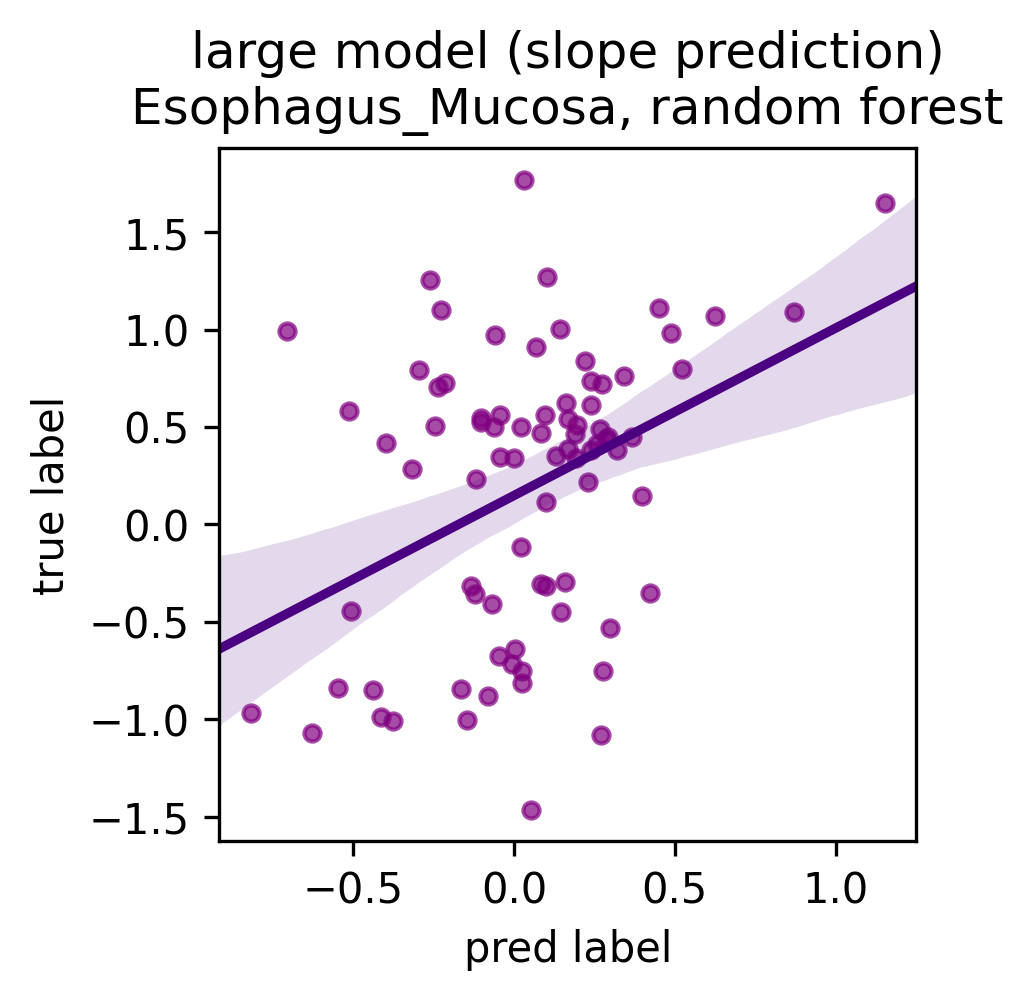 large model (slope prediction)
Esophagus_Mucosa, random forest
1.5
1.0
0.5
0.0
−0.5
−1.0
−1.5
true label
−0.5 0.0 0.5 1.0
pred label